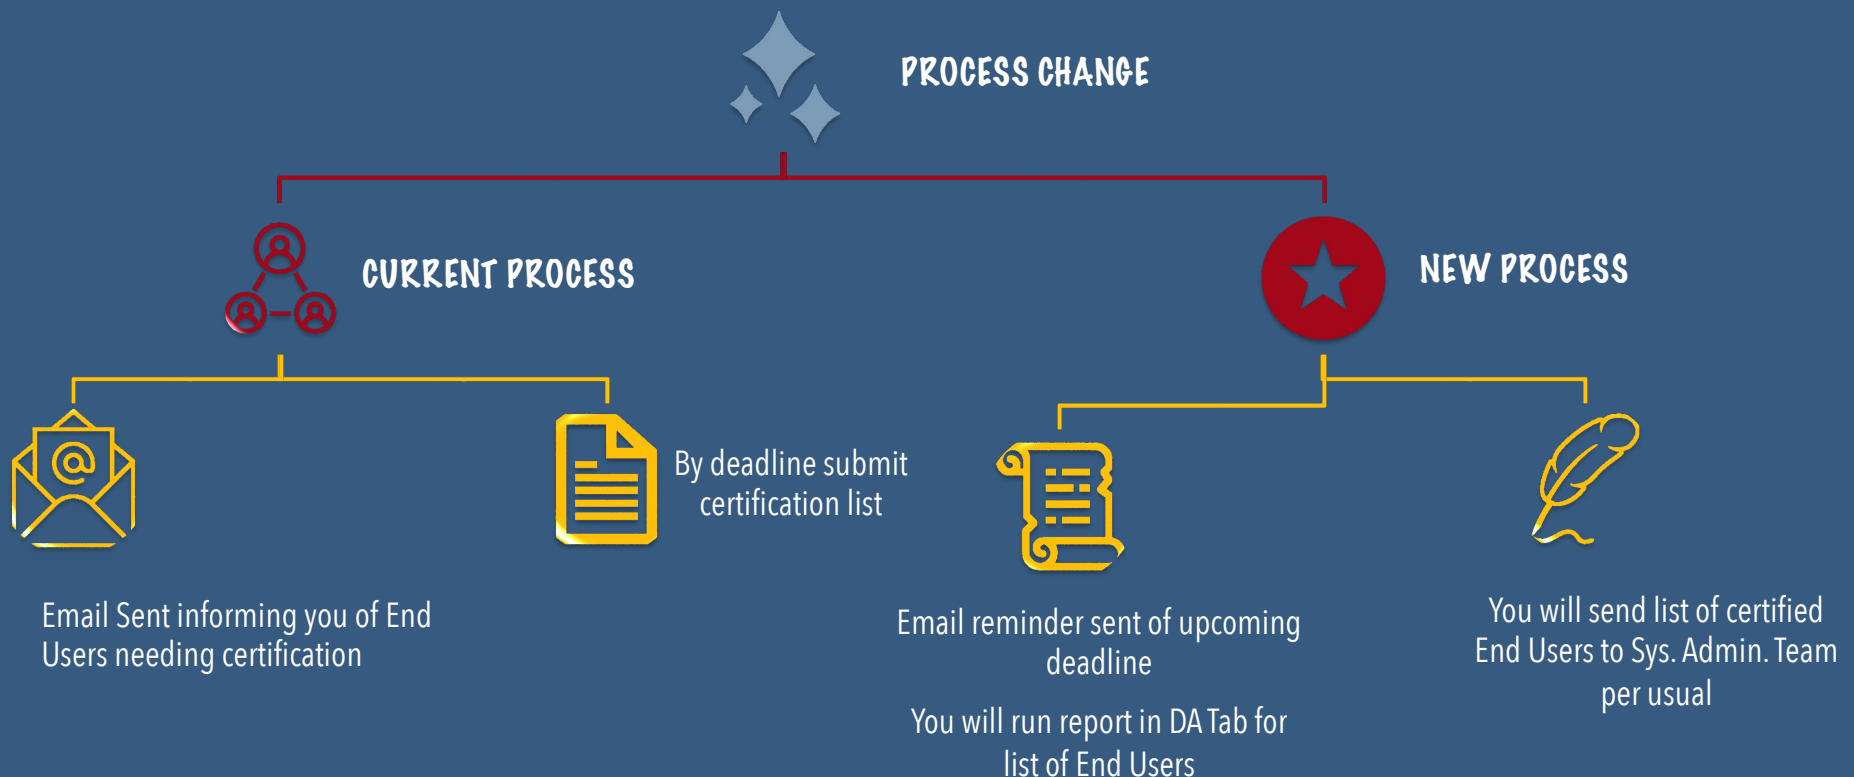 PROCESS CHANGE
CURRENT PROCESS
NEW PROCESS
@
By deadline submit
certification list
Email Sent informing you of End
Users needing certification
Email reminder sent of upcoming
deadline
You will run report in DA Tab for
list of End Users
You will send list of certified
End Users to Sys. Admin. Team
per usual